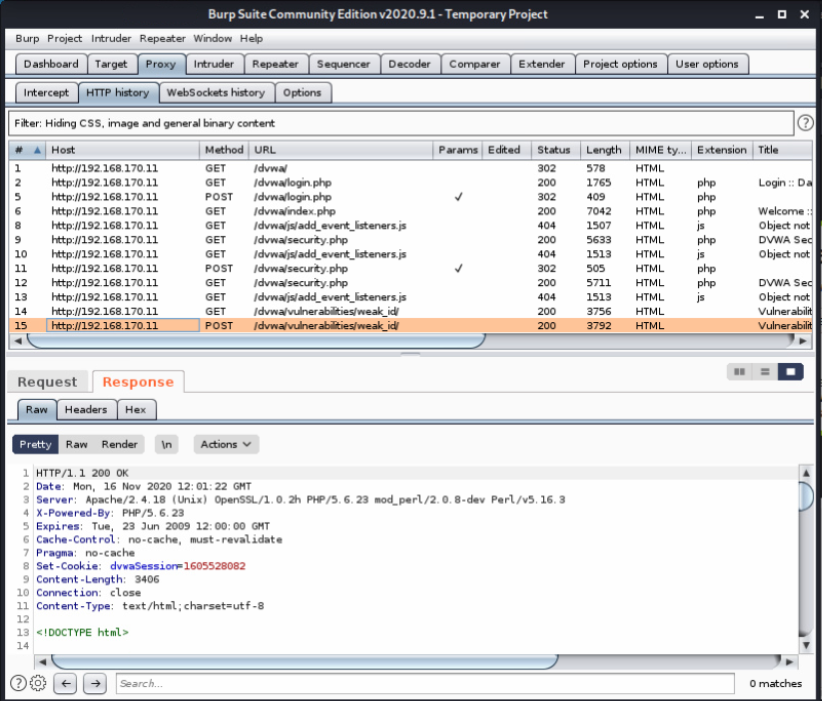 Burp Suite Community Edition v2020.9.1 - Temporary Project
Burp Project Intruder Repeater Window Help
Dashboard Target Proxy Intruder Repeater Sequencer Decoder Comparer Extender Project options User options
Intercept HTTP history WebSockets history Options
Filter: Hiding CSS, image and general binary content
# Host Method URL Params Edited Status Length MIME ty... Extension Title
1 http://192.168.170.11 GET /dvwa/ 302 578 HTML
2 http://192.168.170.11 GET /dvwa/login.php 200 1765 HTML php Login :: Da
5 http://192.168.170.11 POST /dvwa/login.php ✓ 302 409 HTML php
6 http://192.168.170.11 GET /dvwa/index.php 200 7042 HTML php Welcome ::
8 http://192.168.170.11 GET /dvwa/js/add_event_listeners.js 404 1507 HTML js Object not
9 http://192.168.170.11 GET /dvwa/security.php 200 5633 HTML php DVWA Sec
10 http://192.168.170.11 GET /dvwa/js/add_event_listeners.js 404 1513 HTML js Object not
11 http://192.168.170.11 POST /dvwa/security.php ✓ 302 505 HTML php
12 http://192.168.170.11 GET /dvwa/security.php 200 5711 HTML php DVWA Sec
13 http://192.168.170.11 GET /dvwa/js/add_event_listeners.js 404 1513 HTML js Object not
14 http://192.168.170.11 GET /dvwa/vulnerabilities/weak_id/ 200 3756 HTML Vulnerabilit
15 http://192.168.170.11 POST /dvwa/vulnerabilities/weak_id/ 200 3792 HTML Vulnerabilit
Request Response
Raw Headers Hex
Pretty Raw Render \n Actions
1 HTTP/1.1 200 OK
2 Date: Mon, 16 Nov 2020 12:01:22 GMT
3 Server: Apache/2.4.18 (Unix) OpenSSL/1.0.2h PHP/5.6.23 mod_perl/2.0.8-dev Perl/v5.16.3
4 X-Powered-By: PHP/5.6.23
5 Expires: Tue, 23 Jun 2009 12:00:00 GMT
6 Cache-Control: no-cache, must-revalidate
7 Pragma: no-cache
8 Set-Cookie: dvwaSession=1605528082
9 Content-Length: 3406
10 Connection: close
11 Content-Type: text/html;charset=utf-8
12
13 <!DOCTYPE html>
14
Search...
0 matches